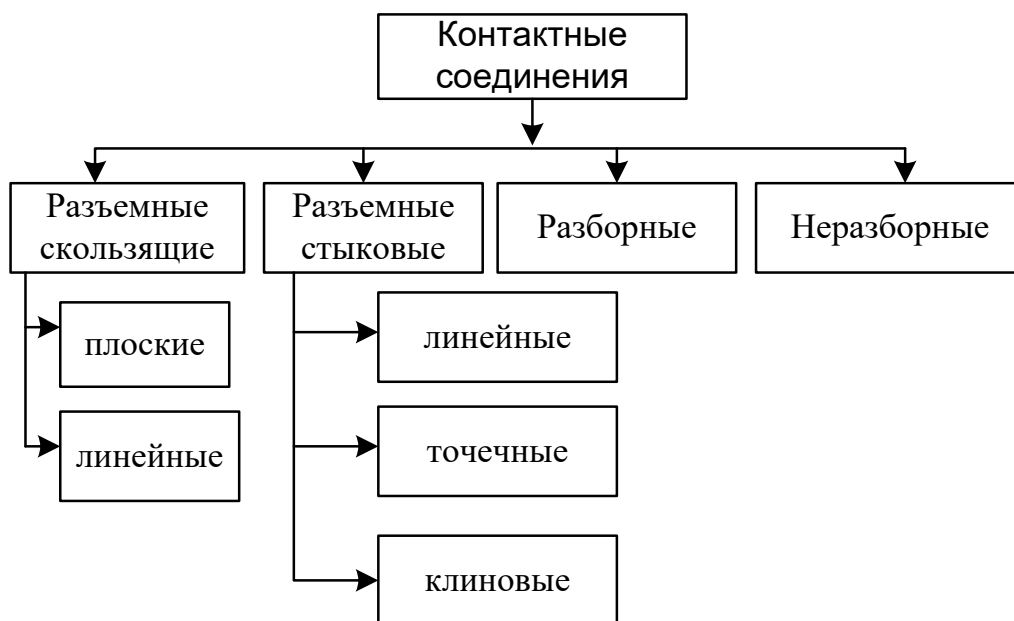 Контактные
соединения
Разъемные
скользящие
Разъемные
стыковые
Разборные
Неразборные
плоские
линейные
линейные
точечные
клиновые